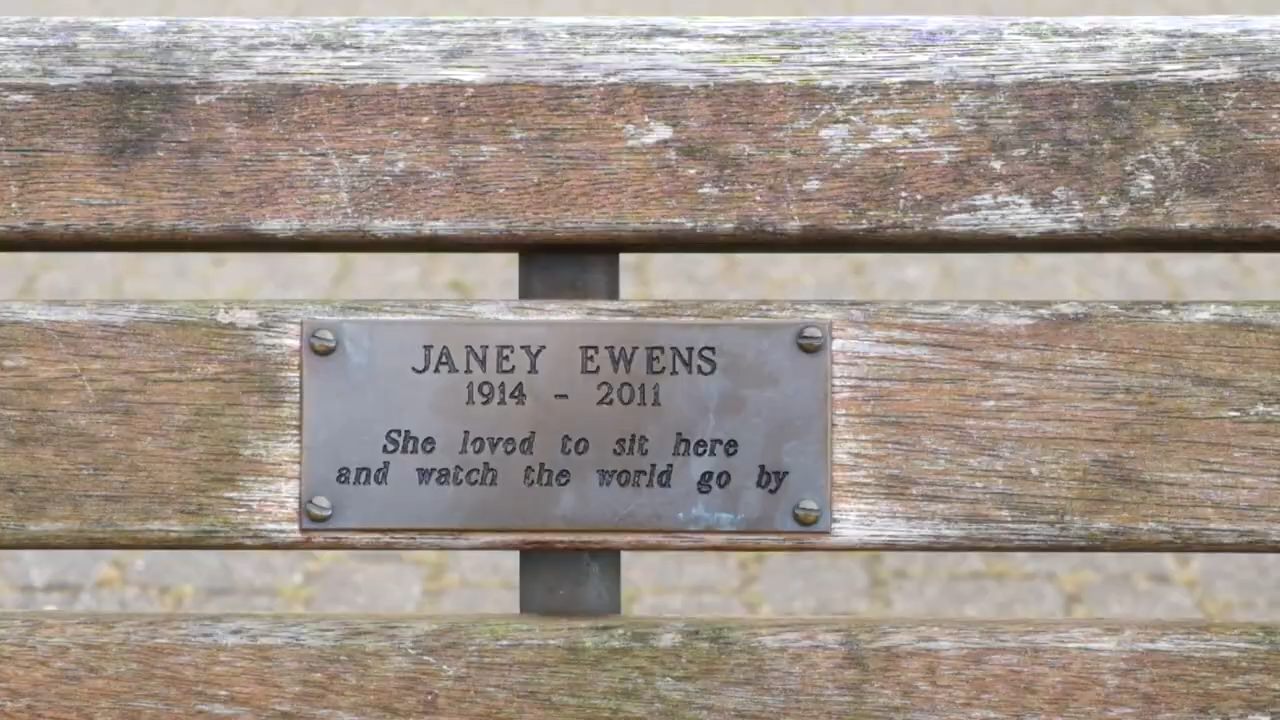 JANEY EWENS
1914 - 2011
She loved to sit here
and watch the world go by